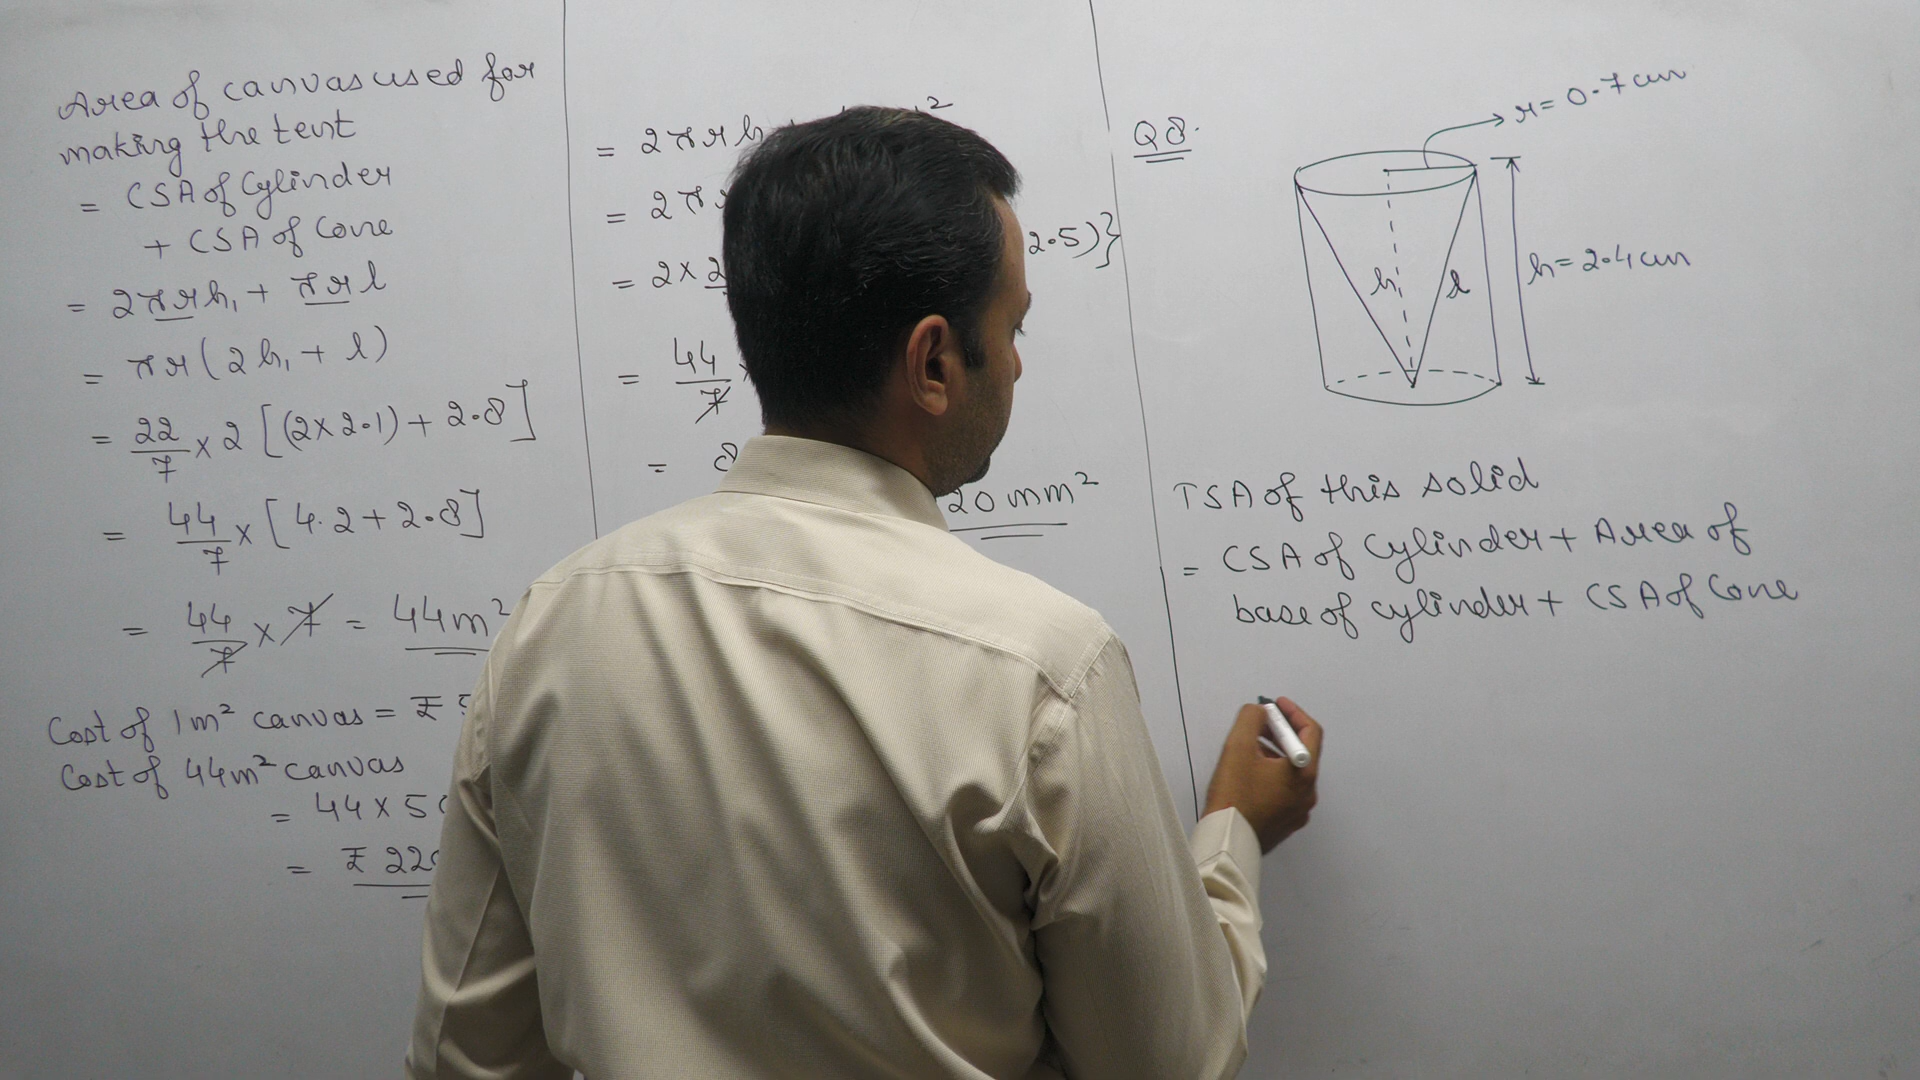 Area of canvas used for
making the tent
= CSA of Cylinder
+ CSA of Cone
= 2πrh₁ + πrl
= πr(2h₁ + l)
= 22/7 × 2 [(2×2.1) + 2.8]
= 44/7 × [4.2 + 2.8]
= 44/7 × 7 = 44m²
Cost of 1m² canvas = ₹
Cost of 44m² canvas
= 44 × 5
= ₹ 220
= 2πrh
= 2π
2.5)}
= 2×2
= 44/7
= 8
20 mm²
Q8.
r = 0.7 cm
h = 2.4 cm
h₁ l
TSA of this solid
= CSA of Cylinder + Area of
base of cylinder + CSA of Cone